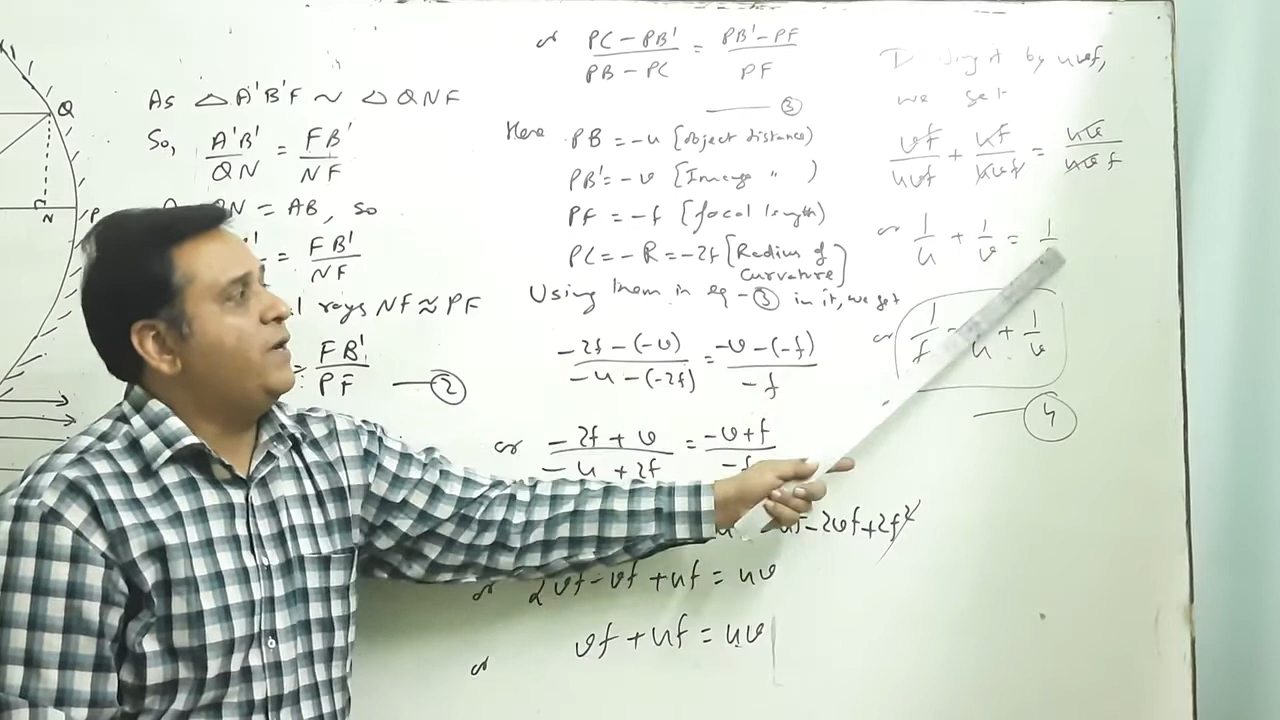 Q
N
P
As △A'B'F ~ △QNF
So, A'B'/QN = FB'/NF
QN = AB, so
= FB'/NF
rays NF ≈ PF
= FB'/PF —②
or (PC-PB')/(PB-PC) = (PB'-PF)/PF
—③
Here PB = -u [object distance)
PB' = -v [Image " )
PF = -f [focal length)
PC = -R = -2f [Radius of curvature]
Using them in eq-③ in it, we get
(-2f-(-v))/(-u-(-2f)) = (-v-(-f))/-f
or (-2f+v)/(-u+2f) = (-v+f)/-f
-2vf+2f²
or 2vf-vf+uf = uv
or vf+uf = uv
by uvf,
we get
vf/uvf + uf/uvf = uv/uvf
or 1/u + 1/v = 1/
or 1/f u + 1/v
—④